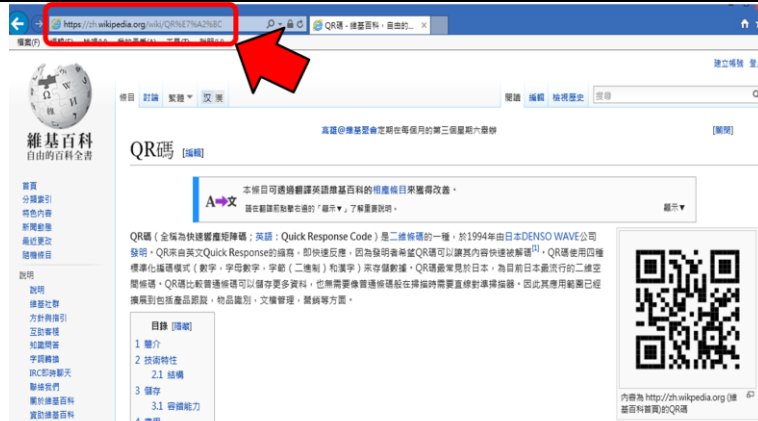 https://zh.wikipedia.org/wiki/QR%E7%A2%BC
QR碼 - 維基百科，自由的... ×
檔案(F)
建立帳號
條目 討論 繁體 汉 漢
閱讀 編輯 檢視歷史 搜尋
維基百科
自由的百科全書
高雄@維基聚會定期在每個月的第三個星期六舉辦 [關閉]
QR碼 [編輯]
A➡文 本條目可透過翻譯英語維基百科的相應條目來獲得改善。
請在翻譯前點擊右邊的「顯示▼」了解重要說明。 顯示▼
QR碼（全稱為快速響應矩陣碼；英語：Quick Response Code）是二維條碼的一種，於1994年由日本DENSO WAVE公司
發明。QR來自英文Quick Response的縮寫，即快速反應，因為發明者希望QR碼可以讓其內容快速被解碼[1]。QR碼使用四種
標準化編碼模式（數字，字母數字，字節（二進制）和漢字）來存儲數據。QR碼最常見於日本，為目前日本最流行的二維空
間條碼。QR碼比較普通條碼可以儲存更多資料，也無需要像普通條碼般在掃描時需要直線對準掃描器。因此其應用範圍已經
擴展到包括產品跟蹤，物品識別，文檔管理，營銷等方面。
首頁
分類索引
特色內容
新聞動態
最近更改
隨機條目
說明
說明
維基社群
方針與指引
互助客棧
知識問答
字詞轉換
IRC即時聊天
聯絡我們
關於維基百科
資助維基百科
目錄 [隱藏]
1 簡介
2 技術特性
2.1 結構
3 儲存
3.1 容錯能力
內容為 http://zh.wikipedia.org (維
基百科首頁)的QR碼